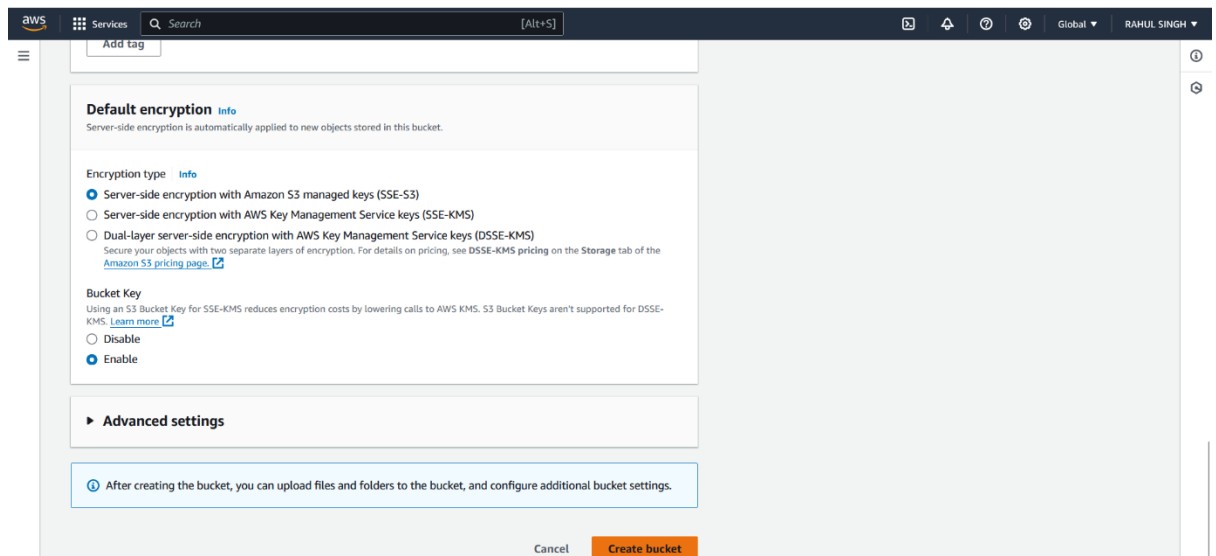 aws
Services
Search
[Alt+S]
Global
RAHUL SINGH
Add tag
Default encryption Info
Server-side encryption is automatically applied to new objects stored in this bucket.
Encryption type Info
Server-side encryption with Amazon S3 managed keys (SSE-S3)
Server-side encryption with AWS Key Management Service keys (SSE-KMS)
Dual-layer server-side encryption with AWS Key Management Service keys (DSSE-KMS)
Secure your objects with two separate layers of encryption. For details on pricing, see DSSE-KMS pricing on the Storage tab of the
Amazon S3 pricing page.
Bucket Key
Using an S3 Bucket Key for SSE-KMS reduces encryption costs by lowering calls to AWS KMS. S3 Bucket Keys aren't supported for DSSE-
KMS. Learn more
Disable
Enable
Advanced settings
After creating the bucket, you can upload files and folders to the bucket, and configure additional bucket settings.
Cancel
Create bucket